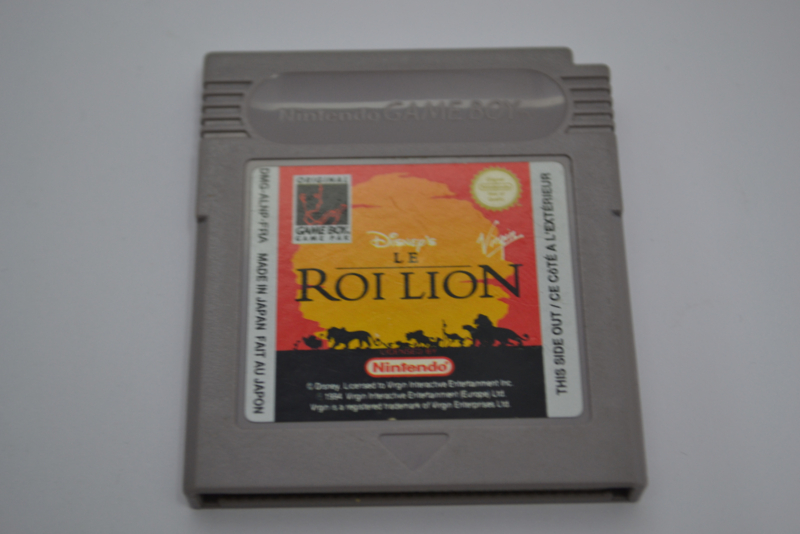 Nintendo GAME BOY
ORIGINAL
GAME BOY
GAME PAK
Nintendo
Disney's
Virgin
LE
ROI LION
Nintendo
© Disney. Licensed to Virgin Interactive Entertainment Inc.
© 1994 Virgin Interactive Entertainment (Europe) Ltd.
Virgin is a registered trademark of Virgin Enterprises Ltd.
DMG-ALNP-FRA MADE IN JAPAN FAIT AU JAPON
THIS SIDE OUT / CE CôTÉ A L'EXTÉRIEUR